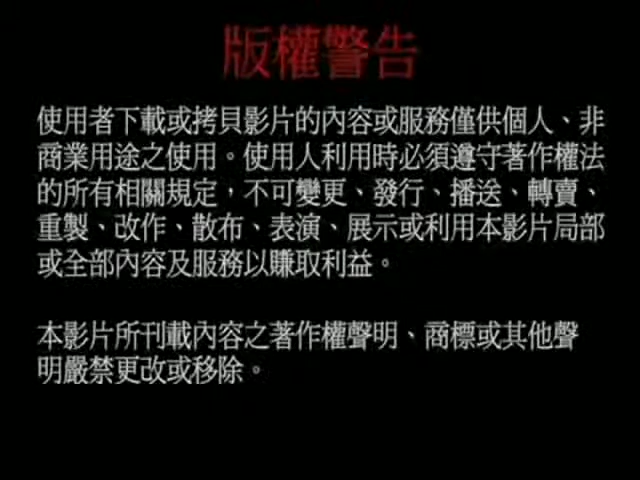 版權警告
使用者下載或拷貝影片的內容或服務僅供個人、非
商業用途之使用。使用人利用時必須遵守著作權法
的所有相關規定，不可變更、發行、播送、轉賣、
重製、改作、散布、表演、展示或利用本影片局部
或全部內容及服務以賺取利益。
本影片所刊載內容之著作權聲明、商標或其他聲
明嚴禁更改或移除。